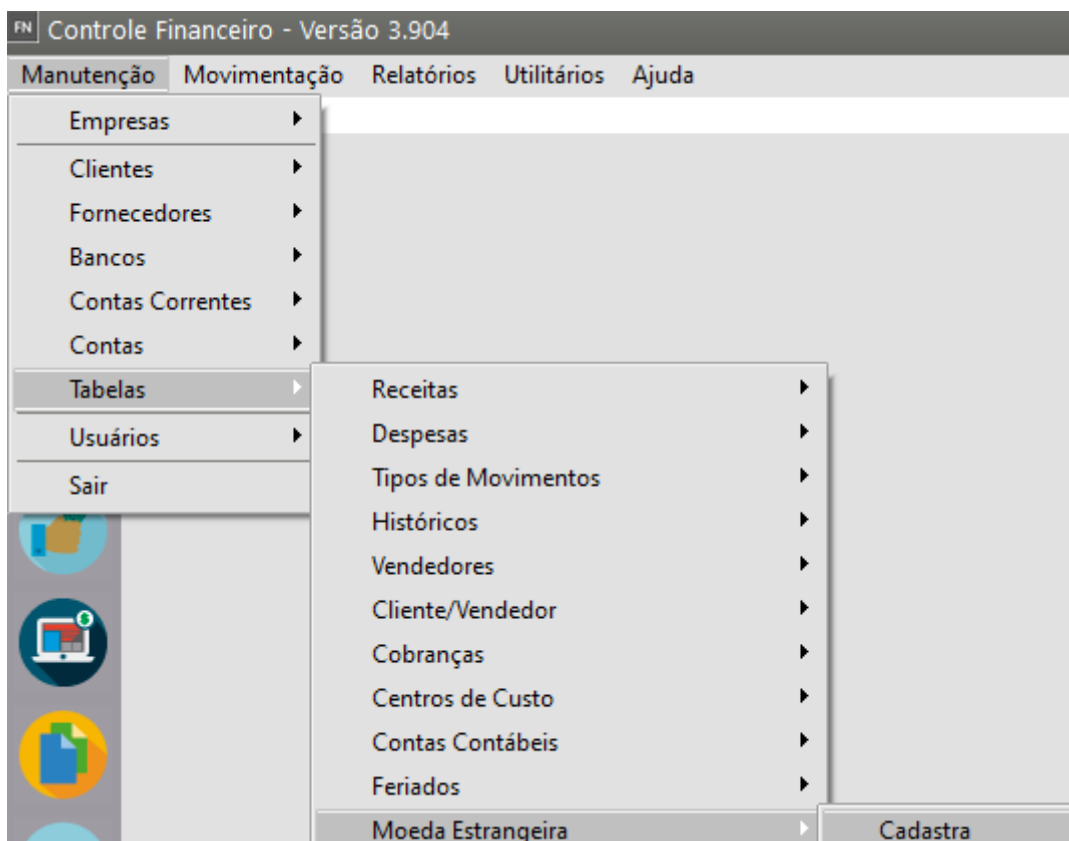 FN Controle Financeiro - Versão 3.904
Manutenção Movimentação Relatórios Utilitários Ajuda
Empresas
Clientes
Fornecedores
Bancos
Contas Correntes
Contas
Tabelas
Usuários
Sair
Receitas
Despesas
Tipos de Movimentos
Históricos
Vendedores
Cliente/Vendedor
Cobranças
Centros de Custo
Contas Contábeis
Feriados
Moeda Estrangeira
Cadastra